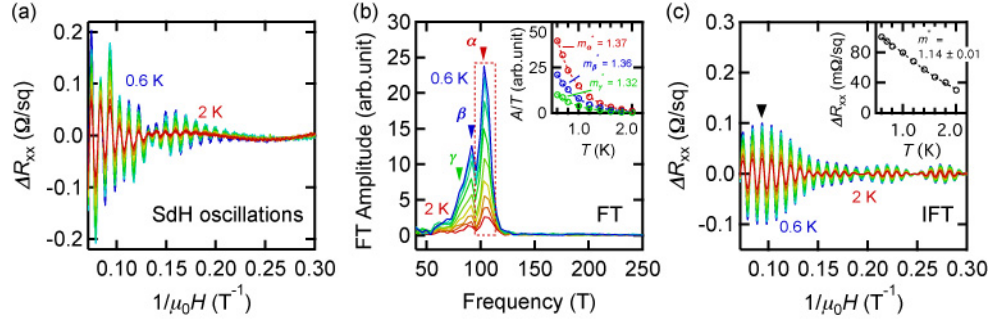 (a)
0.2
0.1
0.0
-0.1
-0.2
ΔRxx (Ω/sq)
0.6 K
2 K
SdH oscillations
0.10
0.15
0.20
0.25
0.30
1/μ0H (T⁻¹)
(b)
30
25
20
15
10
5
0
FT Amplitude (arb.unit)
α
0.6 K
β
γ
2 K
FT
50
100
150
200
250
Frequency (T)
A/T (arb.unit)
50
25
0
mα* = 1.37
mβ* = 1.36
mγ* = 1.32
1.0
2.0
T (K)
(c)
0.2
0.1
0.0
-0.1
ΔRxx (Ω/sq)
0.6 K
2 K
IFT
0.10
0.15
0.20
0.25
0.30
1/μ0H (T⁻¹)
ΔRxx (mΩ/sq)
80
40
0
m* =
1.14 ± 0.01
1.0
2.0
T (K)